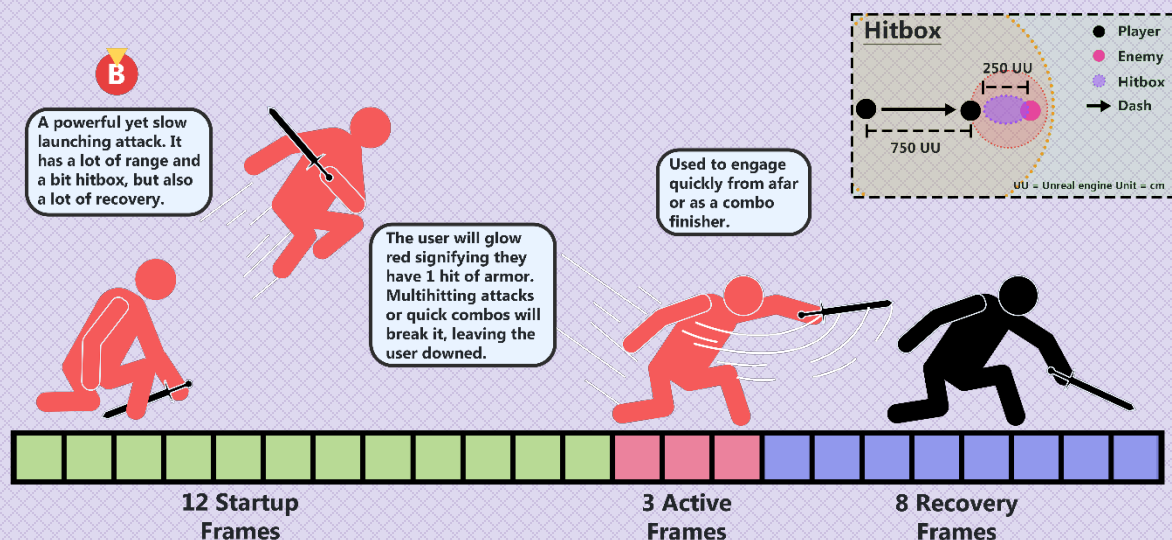 B
A powerful yet slow
launching attack. It
has a lot of range and
a bit hitbox, but also
a lot of recovery.
The user will glow
red signifying they
have 1 hit of armor.
Multihitting attacks
or quick combos will
break it, leaving the
user downed.
Used to engage
quickly from afar
or as a combo
finisher.
Hitbox
250 UU
750 UU
Player
Enemy
Hitbox
Dash
UU = Unreal engine Unit = cm
12 Startup
Frames
3 Active
Frames
8 Recovery
Frames